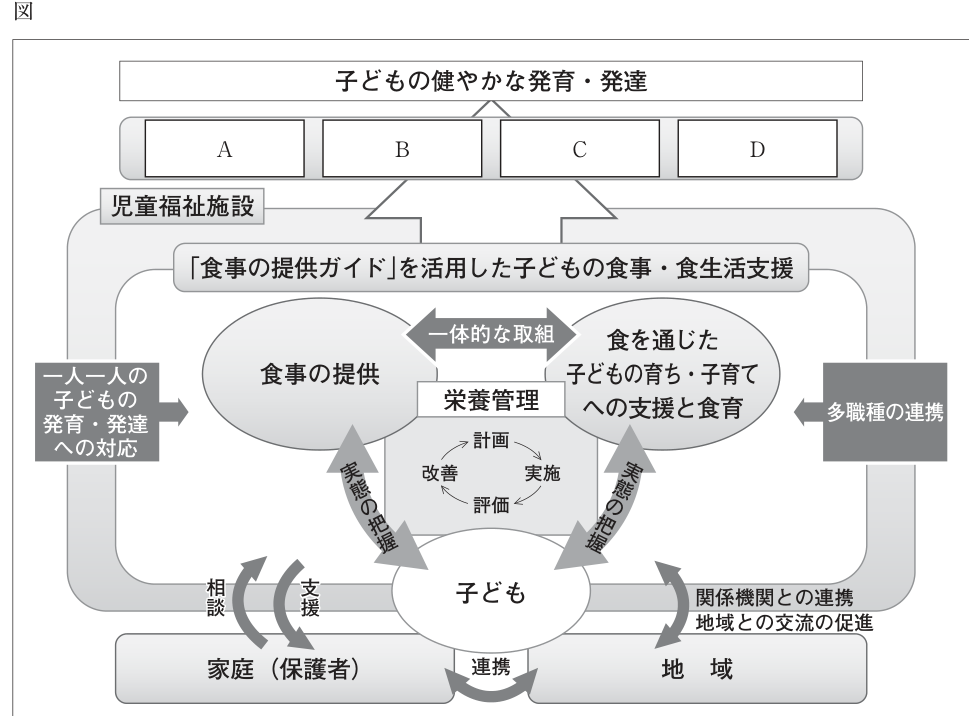 図
子どもの健やかな発育・発達
A
B
C
D
児童福祉施設
「食事の提供ガイド」を活用した子どもの食事・食生活支援
一体的な取組
食事の提供
食を通じた
子どもの育ち・子育て
への支援と食育
栄養管理
一人一人の
子どもの
発育・発達
への対応
多職種の連携
計画
改善
実施
評価
実態の把握
実態の把握
子ども
相談
支援
関係機関との連携
地域との交流の促進
家庭（保護者）
連携
地　域